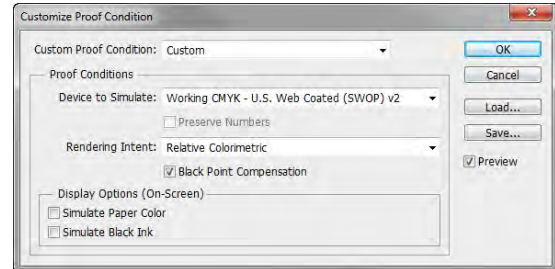 Customize Proof Condition
Custom Proof Condition: Custom
OK
Proof Conditions
Cancel
Device to Simulate: Working CMYK - U.S. Web Coated (SWOP) v2
Load...
Preserve Numbers
Save...
Rendering Intent: Relative Colorimetric
Preview
Black Point Compensation
Display Options (On-Screen)
Simulate Paper Color
Simulate Black Ink